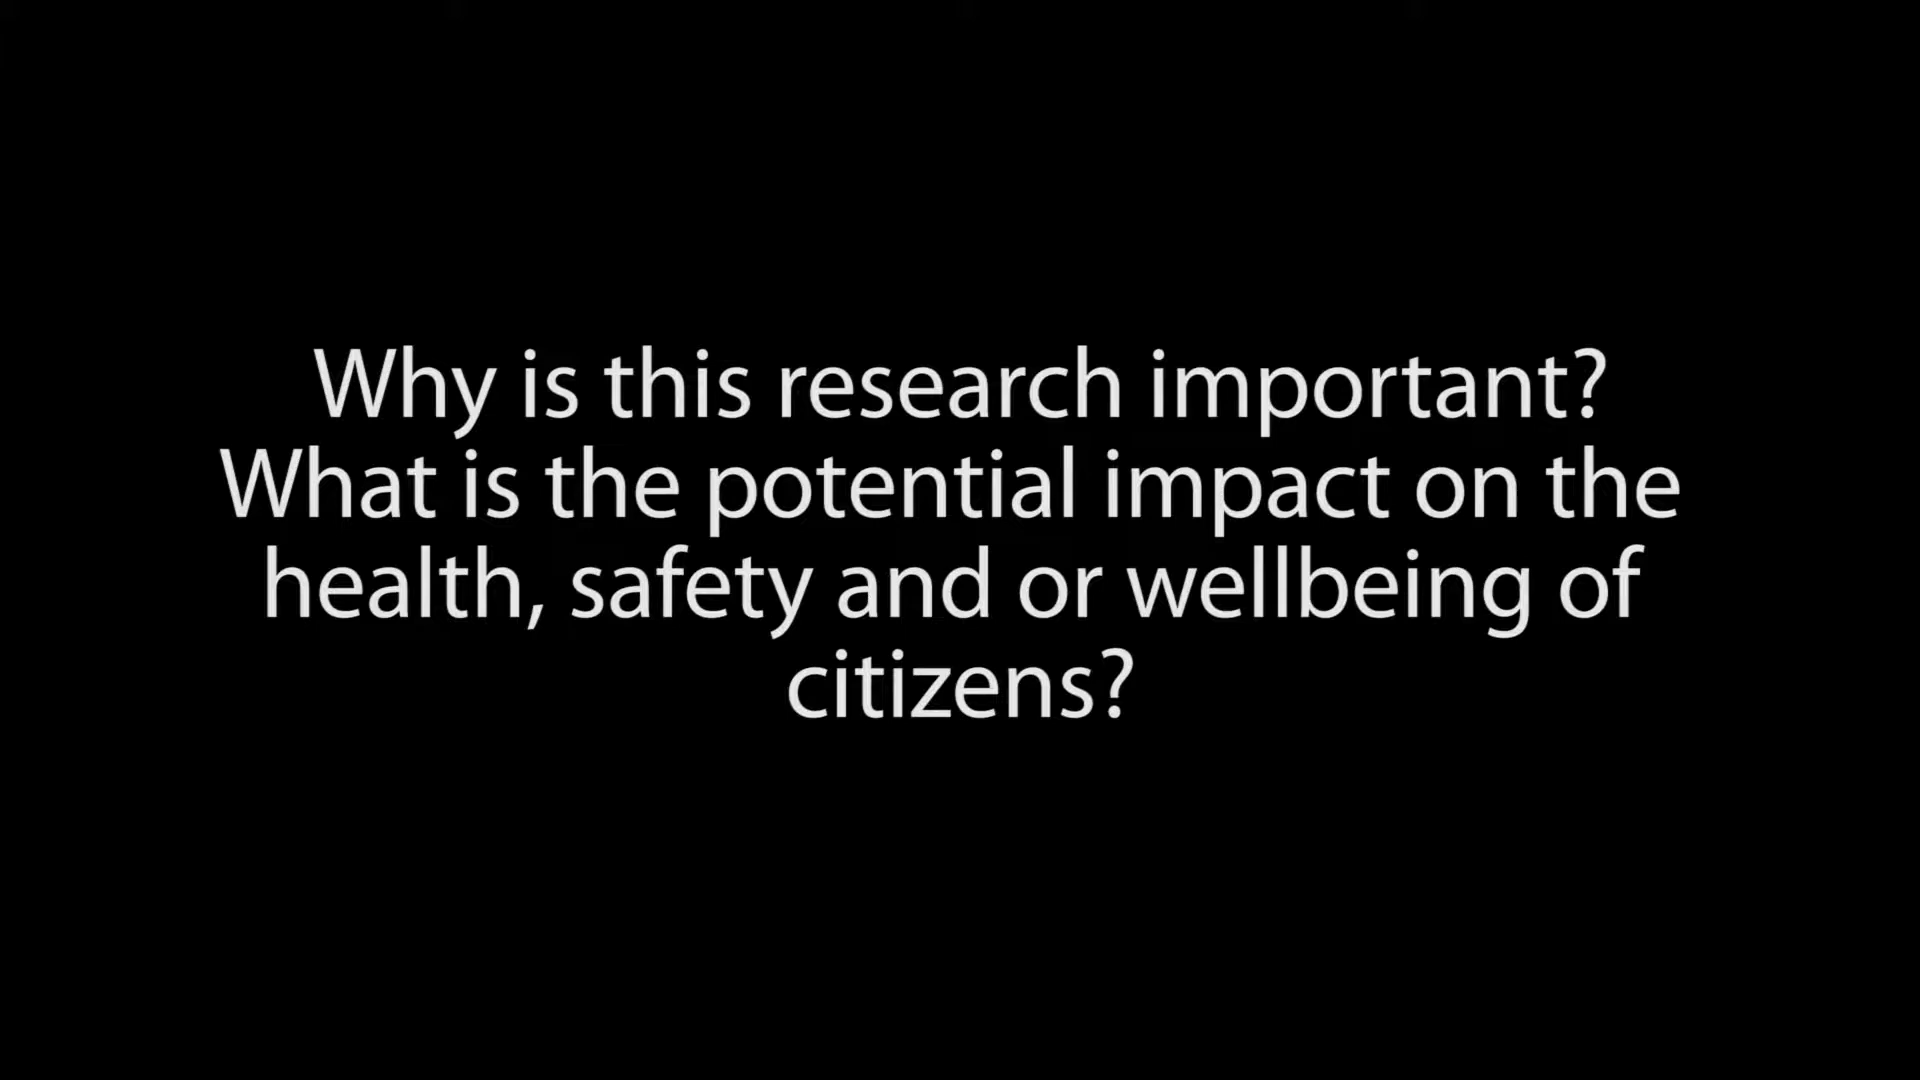 Why is this research important?
What is the potential impact on the
health, safety and or wellbeing of
citizens?